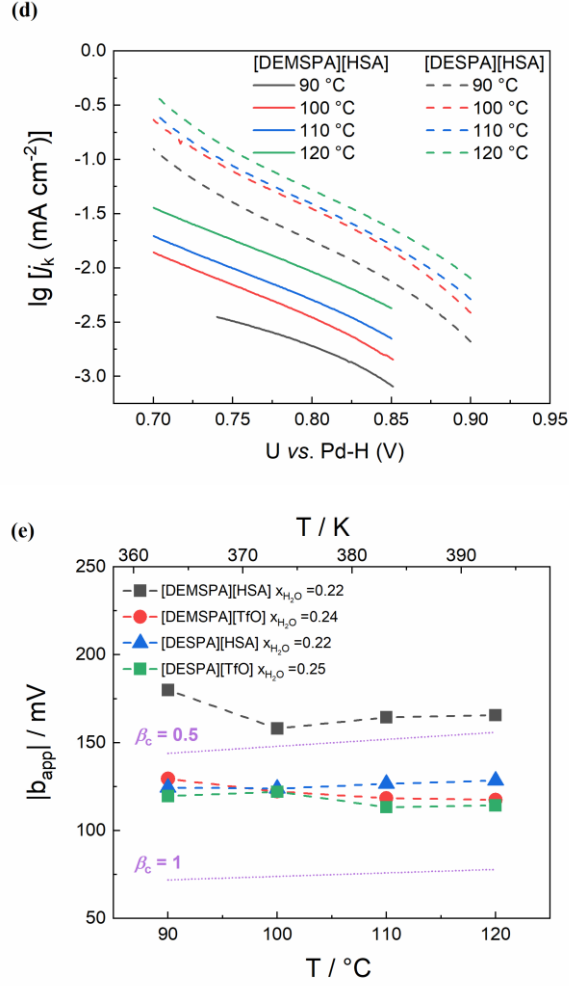 (d)
[DEMSPA][HSA] [DESPA][HSA]
90 °C 90 °C
100 °C 100 °C
110 °C 110 °C
120 °C 120 °C
0.0
-0.5
-1.0
-1.5
-2.0
-2.5
-3.0
lg [jk (mA cm-2)]
0.70 0.75 0.80 0.85 0.90 0.95
U vs. Pd-H (V)
(e)
T / K
360 370 380 390
250
200
150
100
50
|bapp| / mV
[DEMSPA][HSA] xH2O =0.22
[DEMSPA][TfO] xH2O =0.24
[DESPA][HSA] xH2O =0.22
[DESPA][TfO] xH2O =0.25
βc = 0.5
βc = 1
90 100 110 120
T / °C